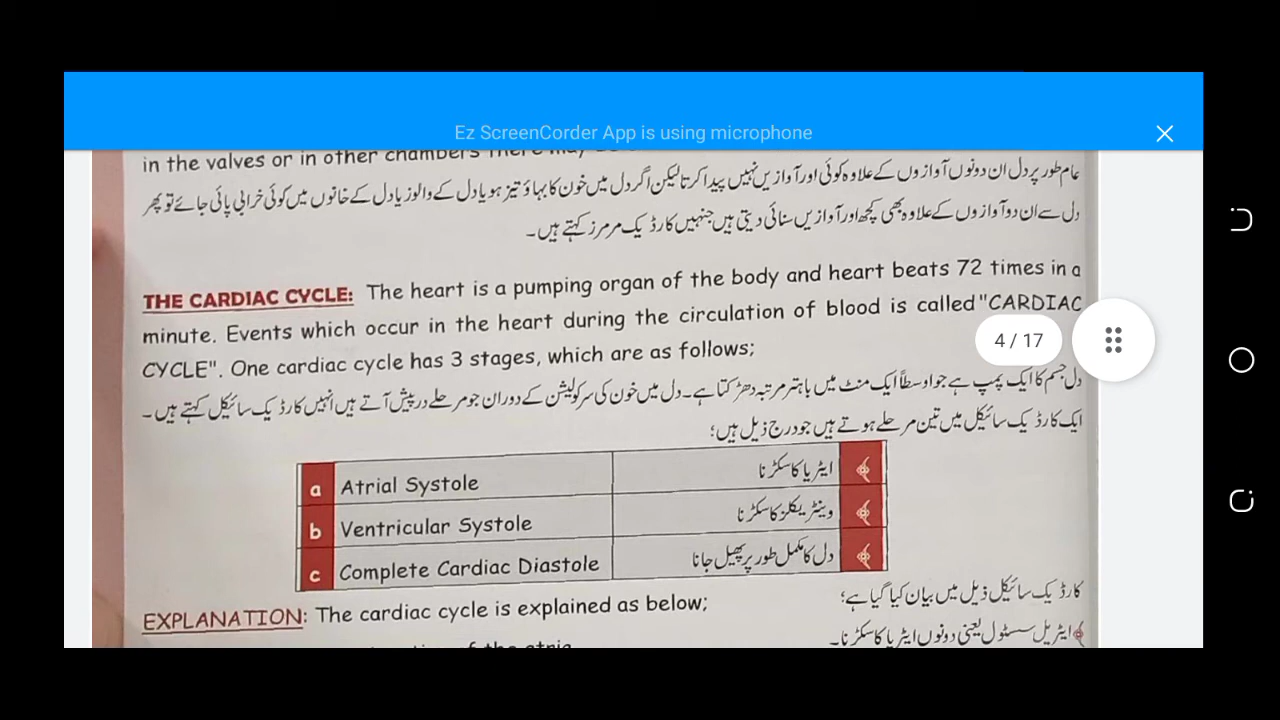 Ez ScreenCorder App is using microphone
in the valves or in other chambers there may
عام طور پر دل ان دونوں آوازوں کے علاوہ کوئی اور آوازیں نہیں پیدا کرتا لیکن اگر دل میں خون کا بہاؤ تیز ہو یا دل کے والوز یا دل کے خانوں میں کوئی خرابی پائی جائے تو پھر
دل سے ان دو آوازوں کے علاوہ بھی کچھ اور آوازیں سنائی دیتی ہیں جنہیں کارڈیک مرمرز کہتے ہیں۔
THE CARDIAC CYCLE: The heart is a pumping organ of the body and heart beats 72 times in a
minute. Events which occur in the heart during the circulation of blood is called "CARDIAC
CYCLE". One cardiac cycle has 3 stages, which are as follows;
4 / 17
دل جسم کا ایک پمپ ہے جو اوسطاً ایک منٹ میں بہتر مرتبہ دھڑکتا ہے۔ دل میں خون کی سرکولیشن کے دوران جو مرحلے درپیش آتے ہیں انہیں کارڈیک سائیکل کہتے ہیں۔
ایک کارڈیک سائیکل میں تین مرحلے ہوتے ہیں جو درج ذیل ہیں؛
a Atrial Systole ایٹریا کا سکڑنا
b Ventricular Systole وینٹریکلز کا سکڑنا
c Complete Cardiac Diastole دل کا مکمل طور پر پھیل جانا
EXPLANATION: The cardiac cycle is explained as below; کارڈیک سائیکل ذیل میں بیان کیا گیا ہے؛
ایٹریل سسٹول یعنی دونوں ایٹریا کا سکڑنا۔
of the atria